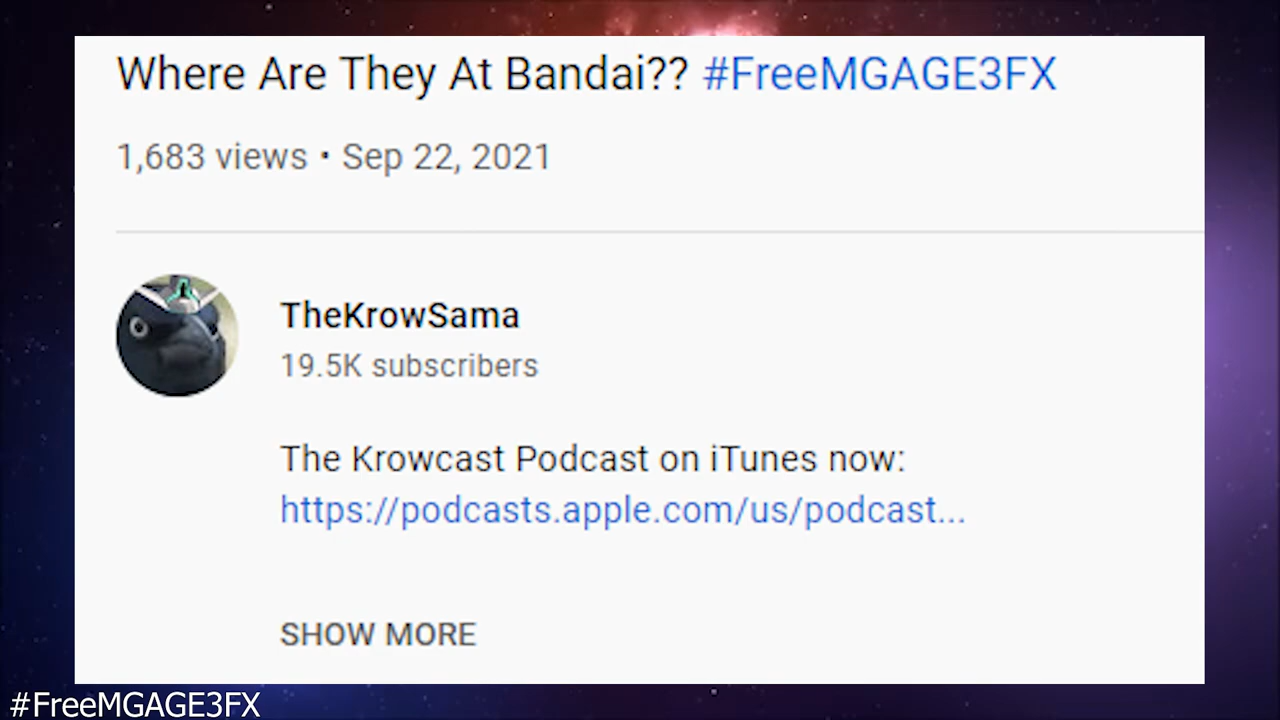 Where Are They At Bandai?? #FreeMGAGE3FX
1,683 views • Sep 22, 2021
TheKrowSama
19.5K subscribers
The Krowcast Podcast on iTunes now:
https://podcasts.apple.com/us/podcast...
SHOW MORE
#FreeMGAGE3FX